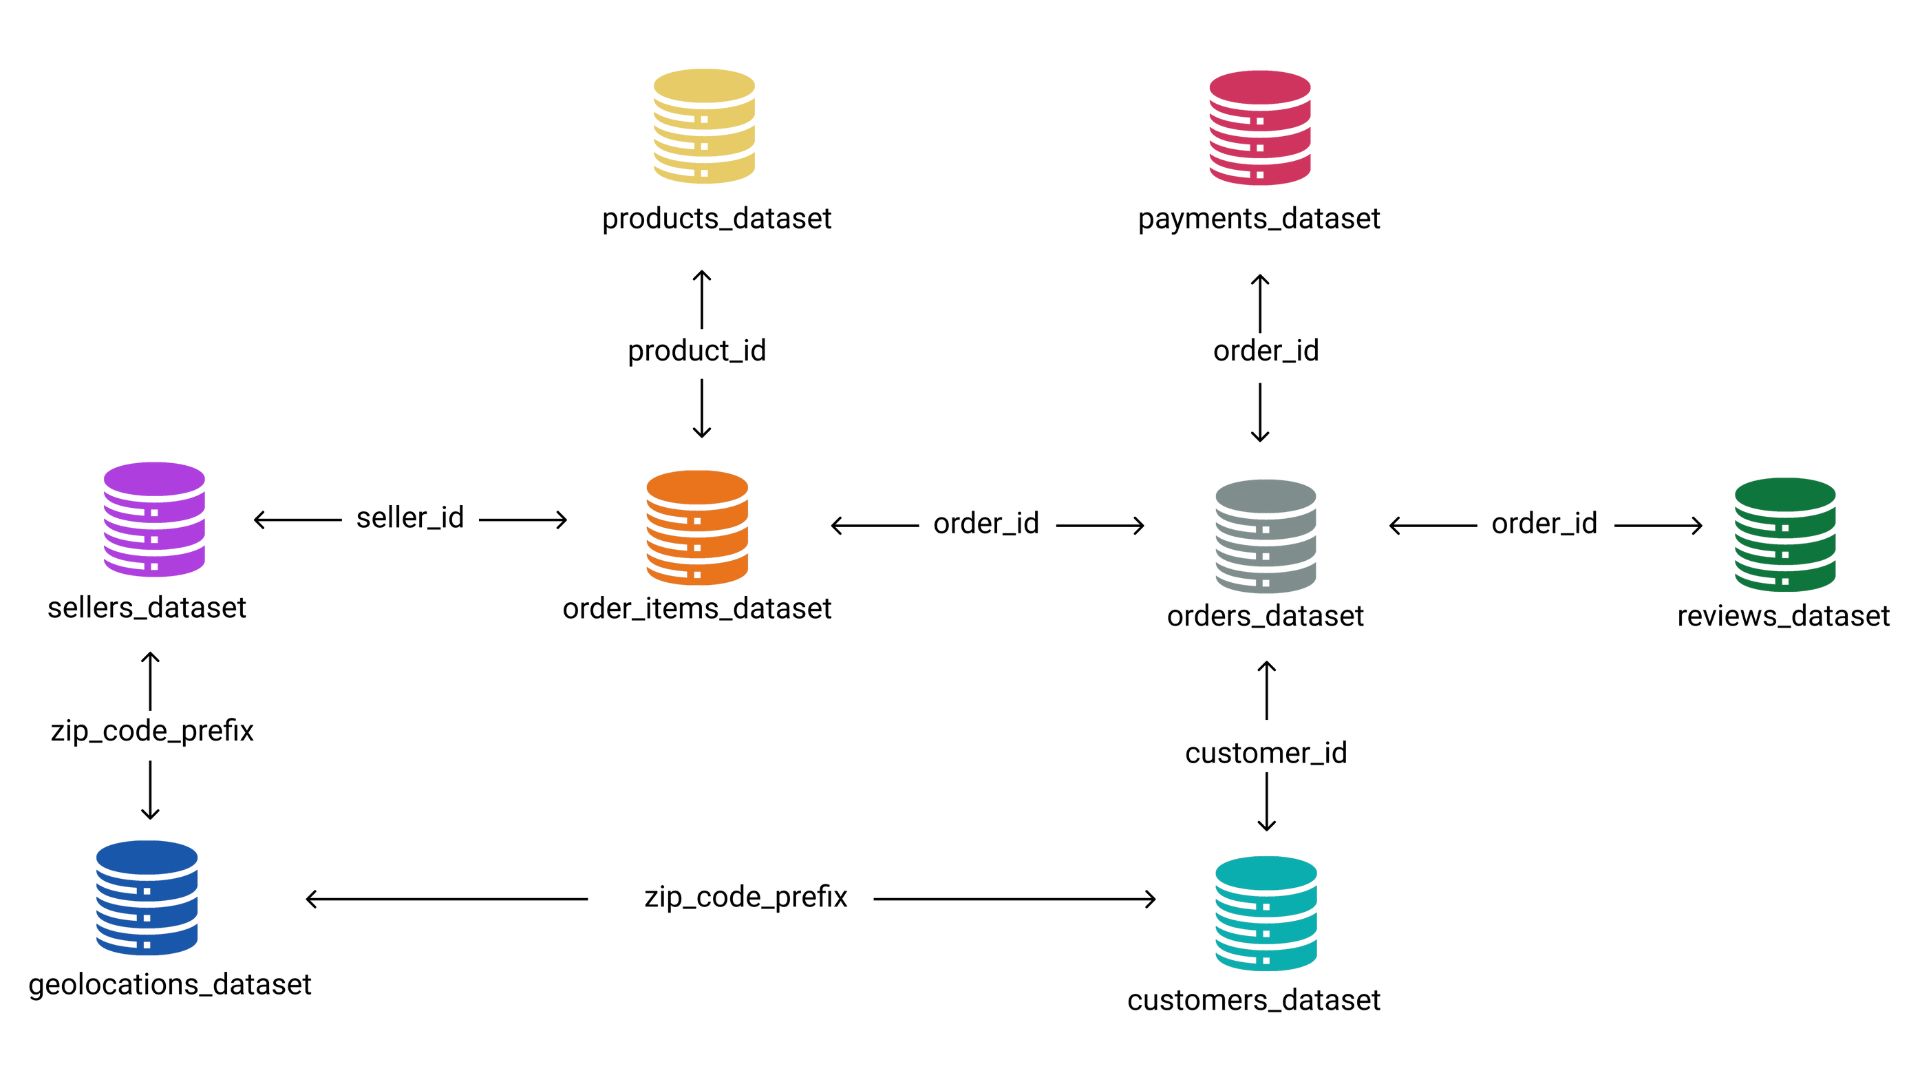 products_dataset
payments_dataset
product_id
order_id
seller_id
order_id
order_id
sellers_dataset
order_items_dataset
orders_dataset
reviews_dataset
zip_code_prefix
customer_id
zip_code_prefix
geolocations_dataset
customers_dataset